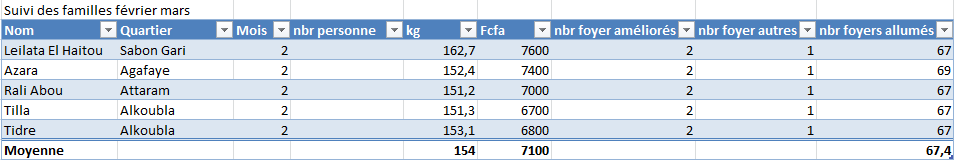 Suivi des familles février mars
Nom Quartier Mois nbr personne kg Fcfa nbr foyer améliorés nbr foyer autres nbr foyers allumés
Leilata El Haitou Sabon Gari 2 162,7 7600 2 1 67
Azara Agafaye 2 152,4 7400 2 1 69
Rali Abou Attaram 2 151,2 7000 2 1 67
Tilla Alkoubla 2 151,3 6700 2 1 67
Tidre Alkoubla 2 153,1 6800 2 1 67
Moyenne 154 7100 67,4